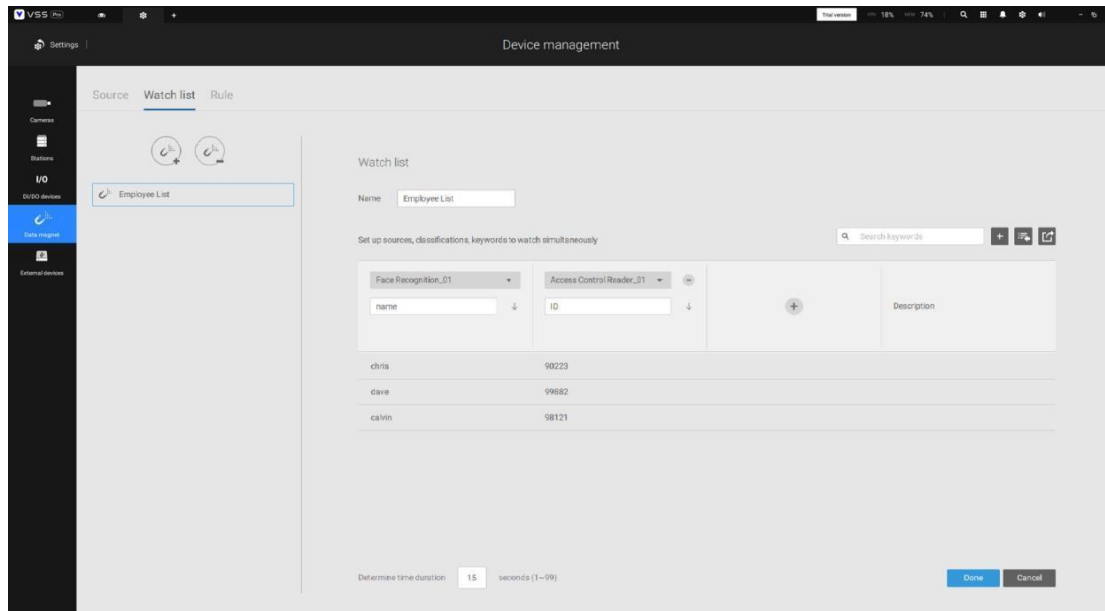 VSS Pro
Trial version 18% 74%
Settings
Device management
Cameras
Stations
I/O
DI/DO devices
Data magnet
External devices
Source Watch list Rule
Employee List
Watch list
Name Employee List
Set up sources, classifications, keywords to watch simultaneously
Search keywords
Face Recognition_01 Access Control Reader_01
name ID Description
chris 90223
dave 99882
calvin 98121
Determine time duration 15 seconds (1~99)
Done Cancel